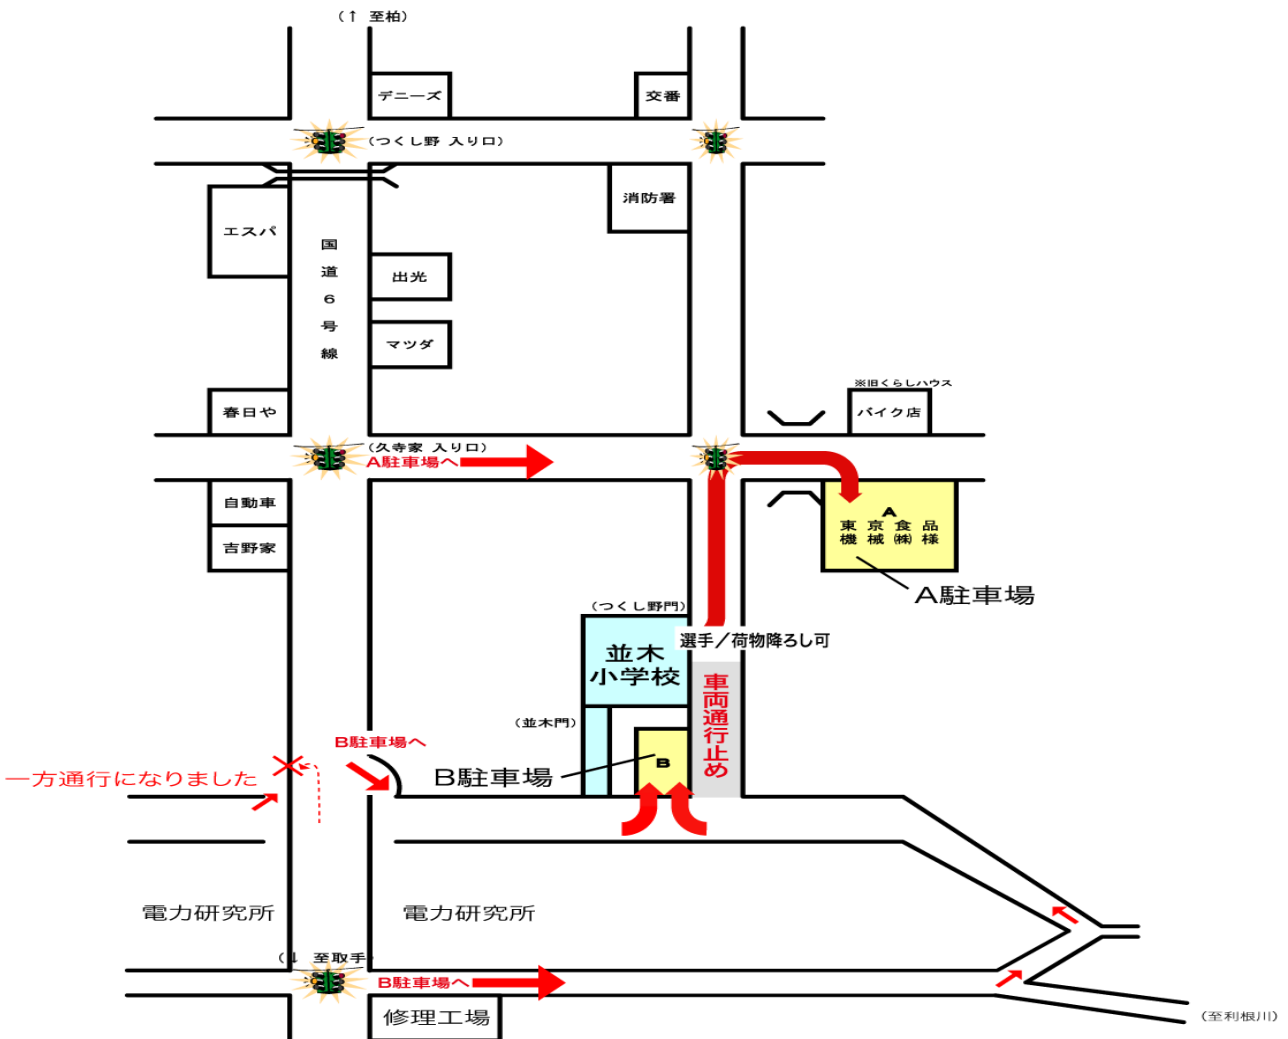 (↑ 至柏)
デニーズ
交番
(つくし野 入り口)
消防署
エスパ
国道6号線
出光
マツダ
※旧くらしハウス
春日や
バイク店
(久寺家 入り口)
A駐車場へ
自動車
A
東京食品
機械㈱様
吉野家
A駐車場
(つくし野門)
選手／荷物降ろし可
並木
小学校
車両通行止め
(並木門)
B駐車場へ
B
B駐車場
一方通行になりました
電力研究所
電力研究所
(↓ 至取手)
B駐車場へ
修理工場
(至利根川)